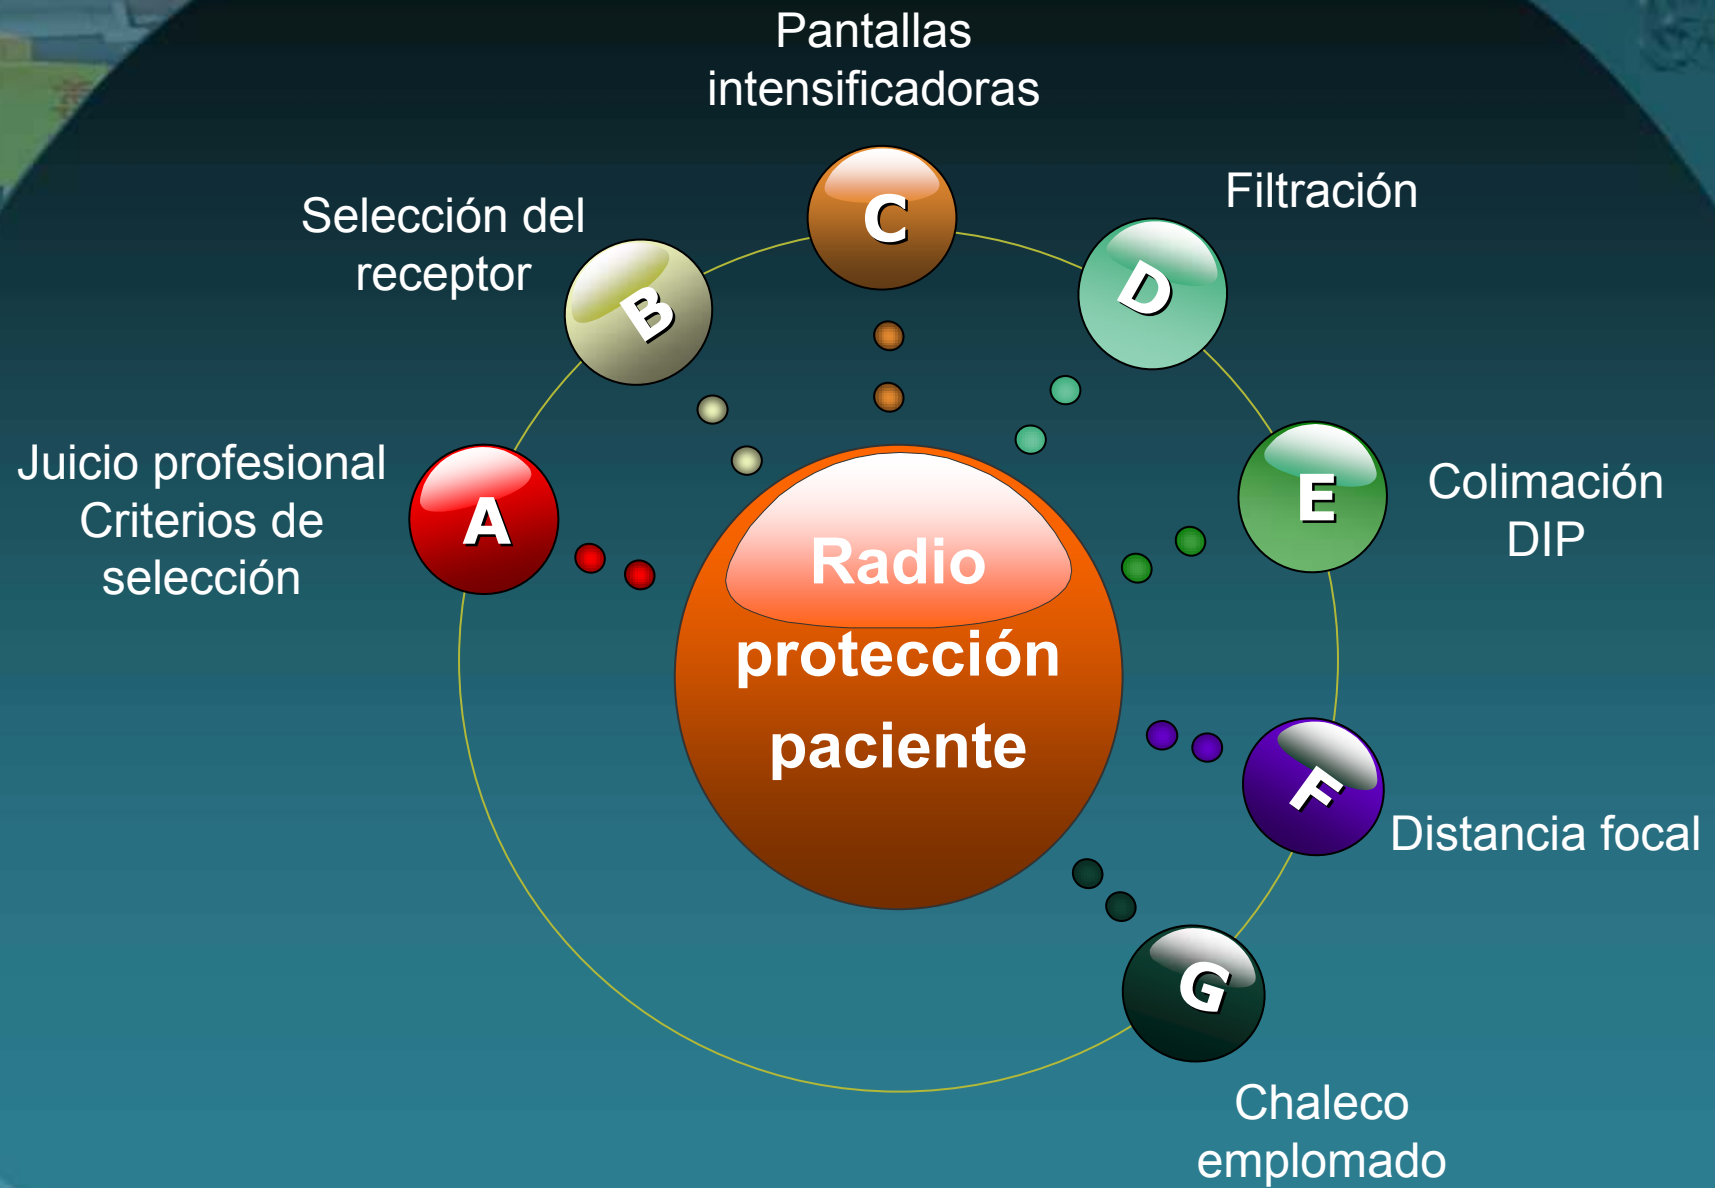 Pantallas
intensificadoras
C
Filtración
D
Selección del
receptor
B
Juicio profesional
Criterios de
selección
A
Colimación
DIP
E
Radio
protección
paciente
F
Distancia focal
G
Chaleco
emplomado